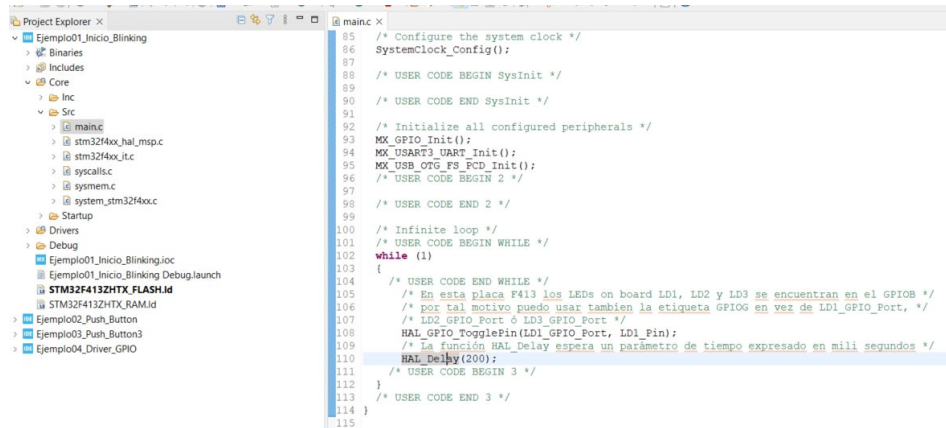 Project Explorer
Ejemplo01_Inicio_Blinking
Binaries
Includes
Core
Inc
Src
main.c
stm32f4xx_hal_msp.c
stm32f4xx_it.c
syscalls.c
sysmem.c
system_stm32f4xx.c
Startup
Drivers
Debug
Ejemplo01_Inicio_Blinking.ioc
Ejemplo01_Inicio_Blinking Debug.launch
STM32F413ZHTX_FLASH.ld
STM32F413ZHTX_RAM.ld
Ejemplo02_Push_Button
Ejemplo03_Push_Button3
Ejemplo04_Driver_GPIO
main.c
85 /* Configure the system clock */
86 SystemClock_Config();
87
88 /* USER CODE BEGIN SysInit */
89
90 /* USER CODE END SysInit */
91
92 /* Initialize all configured peripherals */
93 MX_GPIO_Init();
94 MX_USART3_UART_Init();
95 MX_USB_OTG_FS_PCD_Init();
96 /* USER CODE BEGIN 2 */
97
98 /* USER CODE END 2 */
99
100 /* Infinite loop */
101 /* USER CODE BEGIN WHILE */
102 while (1)
103 {
104 /* USER CODE END WHILE */
105 /* En esta placa F413 los LEDs on board LD1, LD2 y LD3 se encuentran en el GPIOB */
106 /* por tal motivo puedo usar tambien la etiqueta GPIOG en vez de LD1_GPIO_Port, */
107 /* LD2_GPIO_Port ó LD3_GPIO_Port */
108 HAL_GPIO_TogglePin(LD1_GPIO_Port, LD1_Pin);
109 /* La función HAL_Delay espera un parámetro de tiempo expresado en mili segundos */
110 HAL_Delay(200);
111 /* USER CODE BEGIN 3 */
112 }
113 /* USER CODE END 3 */
114 }
115